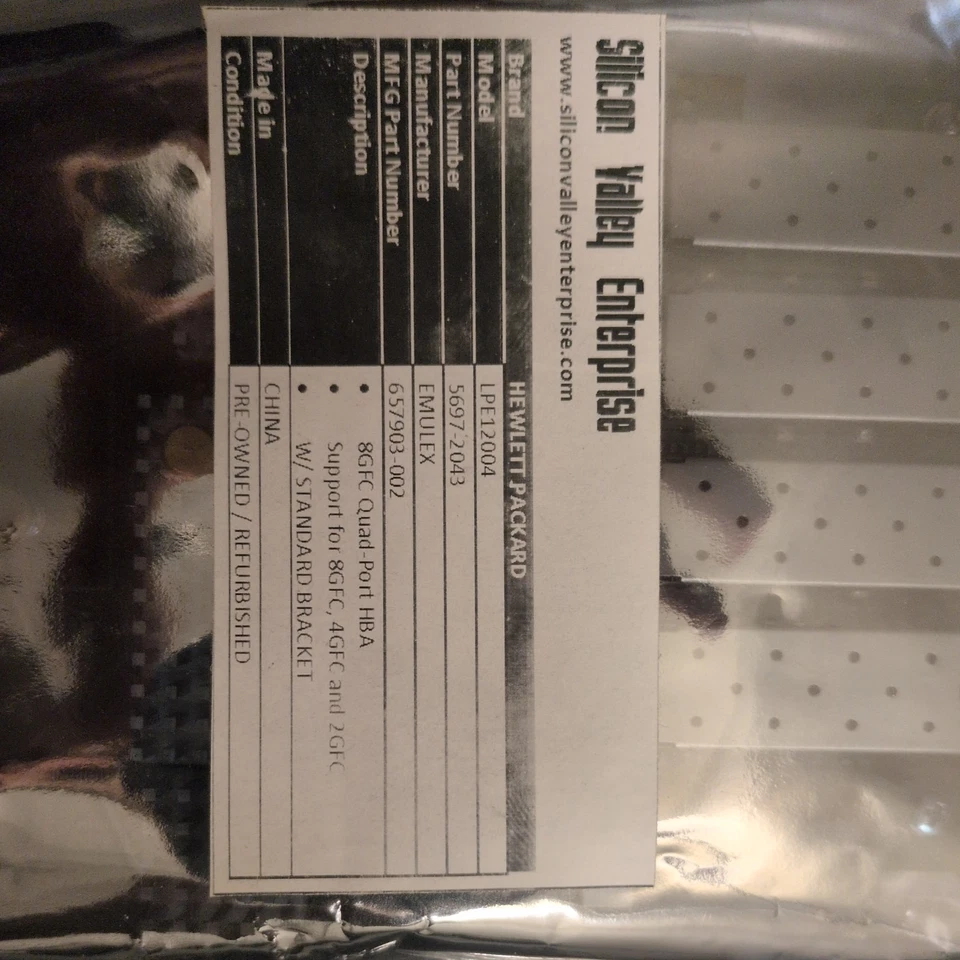 Silicon Valley Enterprise
www.siliconvalleyenterprise.com
Brand HEWLETT PACKARD
Model LPE12004
Part Number 5697-2043
Manufacturer EMULEX
MFG Part Number 657903-002
Description • 8GFC Quad-Port HBA
• Support for 8GFC, 4GFC and 2GFC
• W/ STANDARD BRACKET
Made in CHINA
Condition PRE-OWNED / REFURBISHED